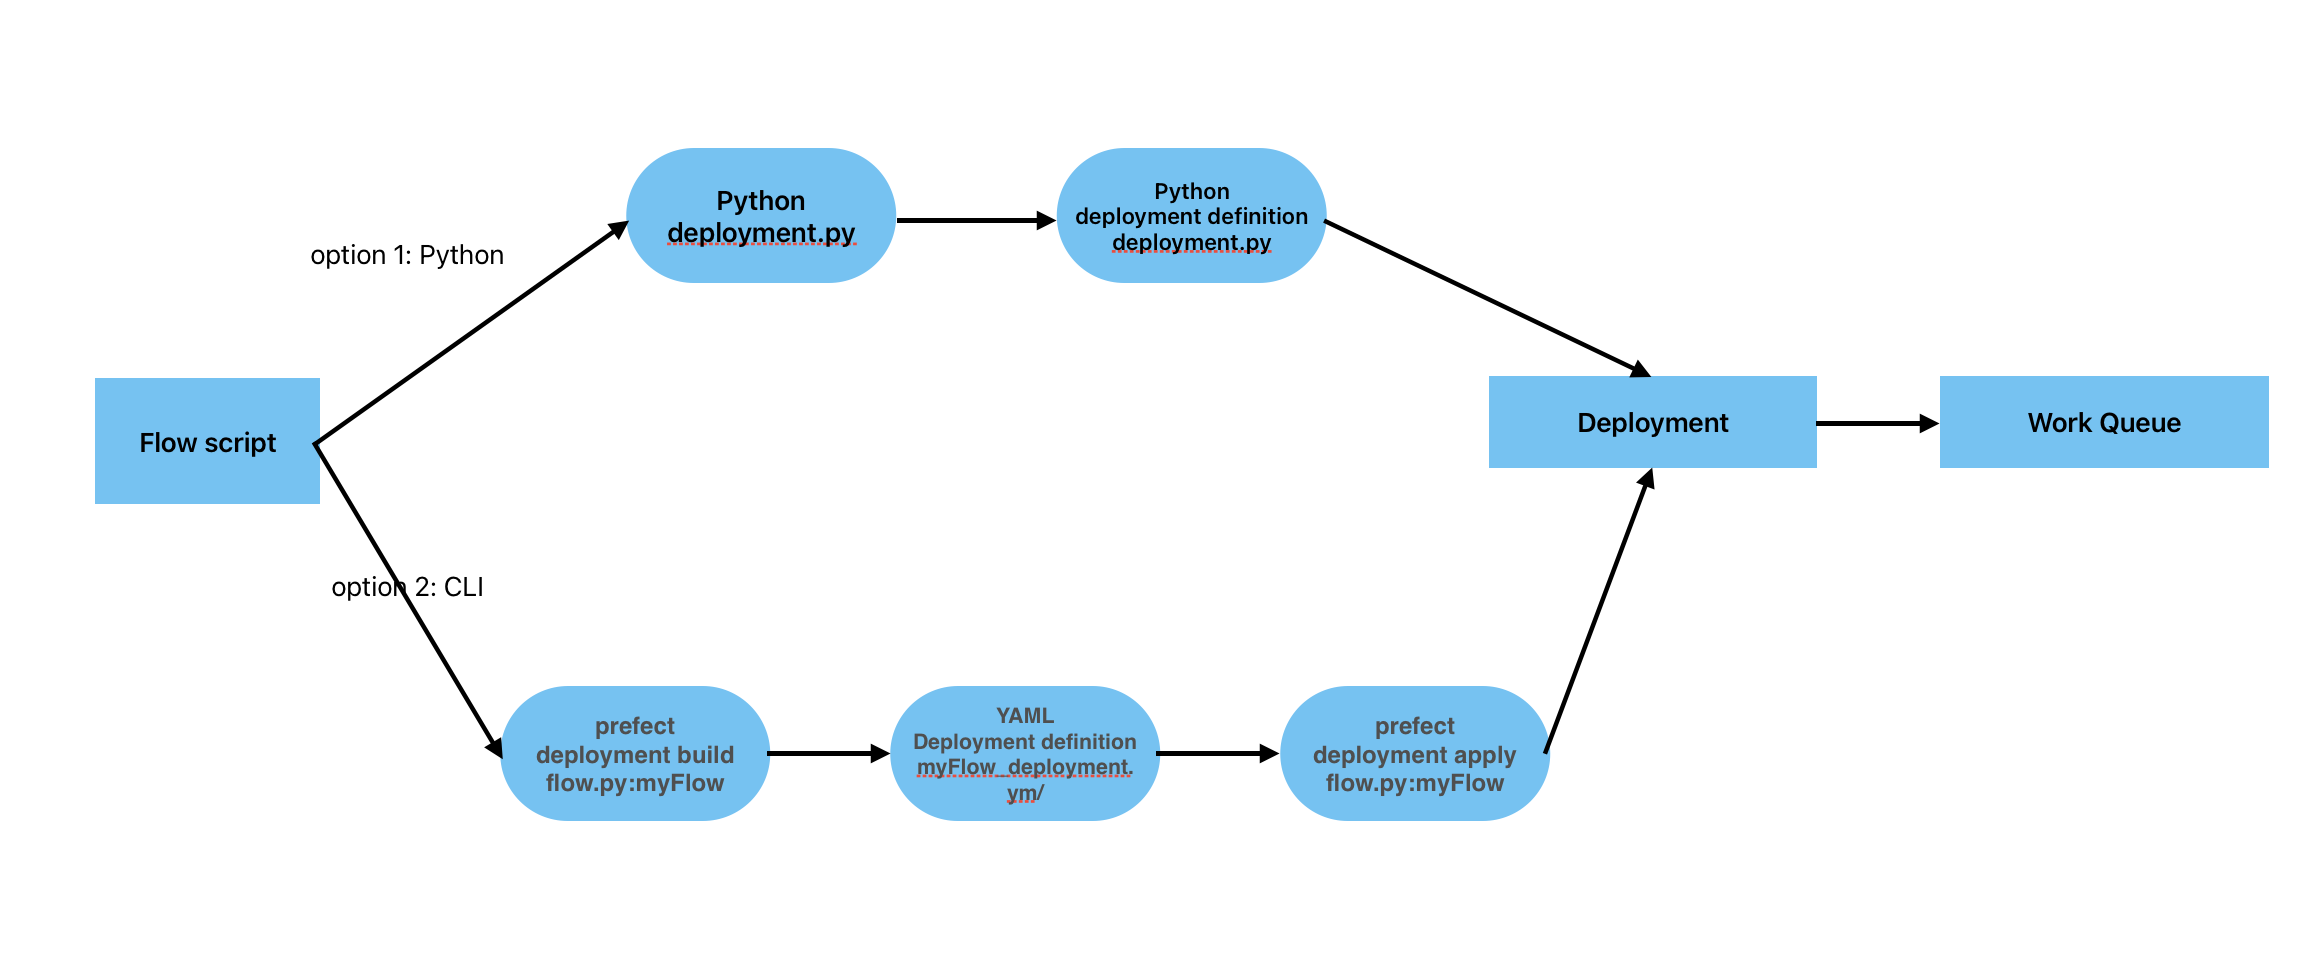 option 1: Python
Python
deployment.py
Python
deployment definition
deployment.py
Flow script
Deployment
Work Queue
option 2: CLI
prefect
deployment build
flow.py:myFlow
YAML
Deployment definition
myFlow_deployment.
ym/
prefect
deployment apply
flow.py:myFlow